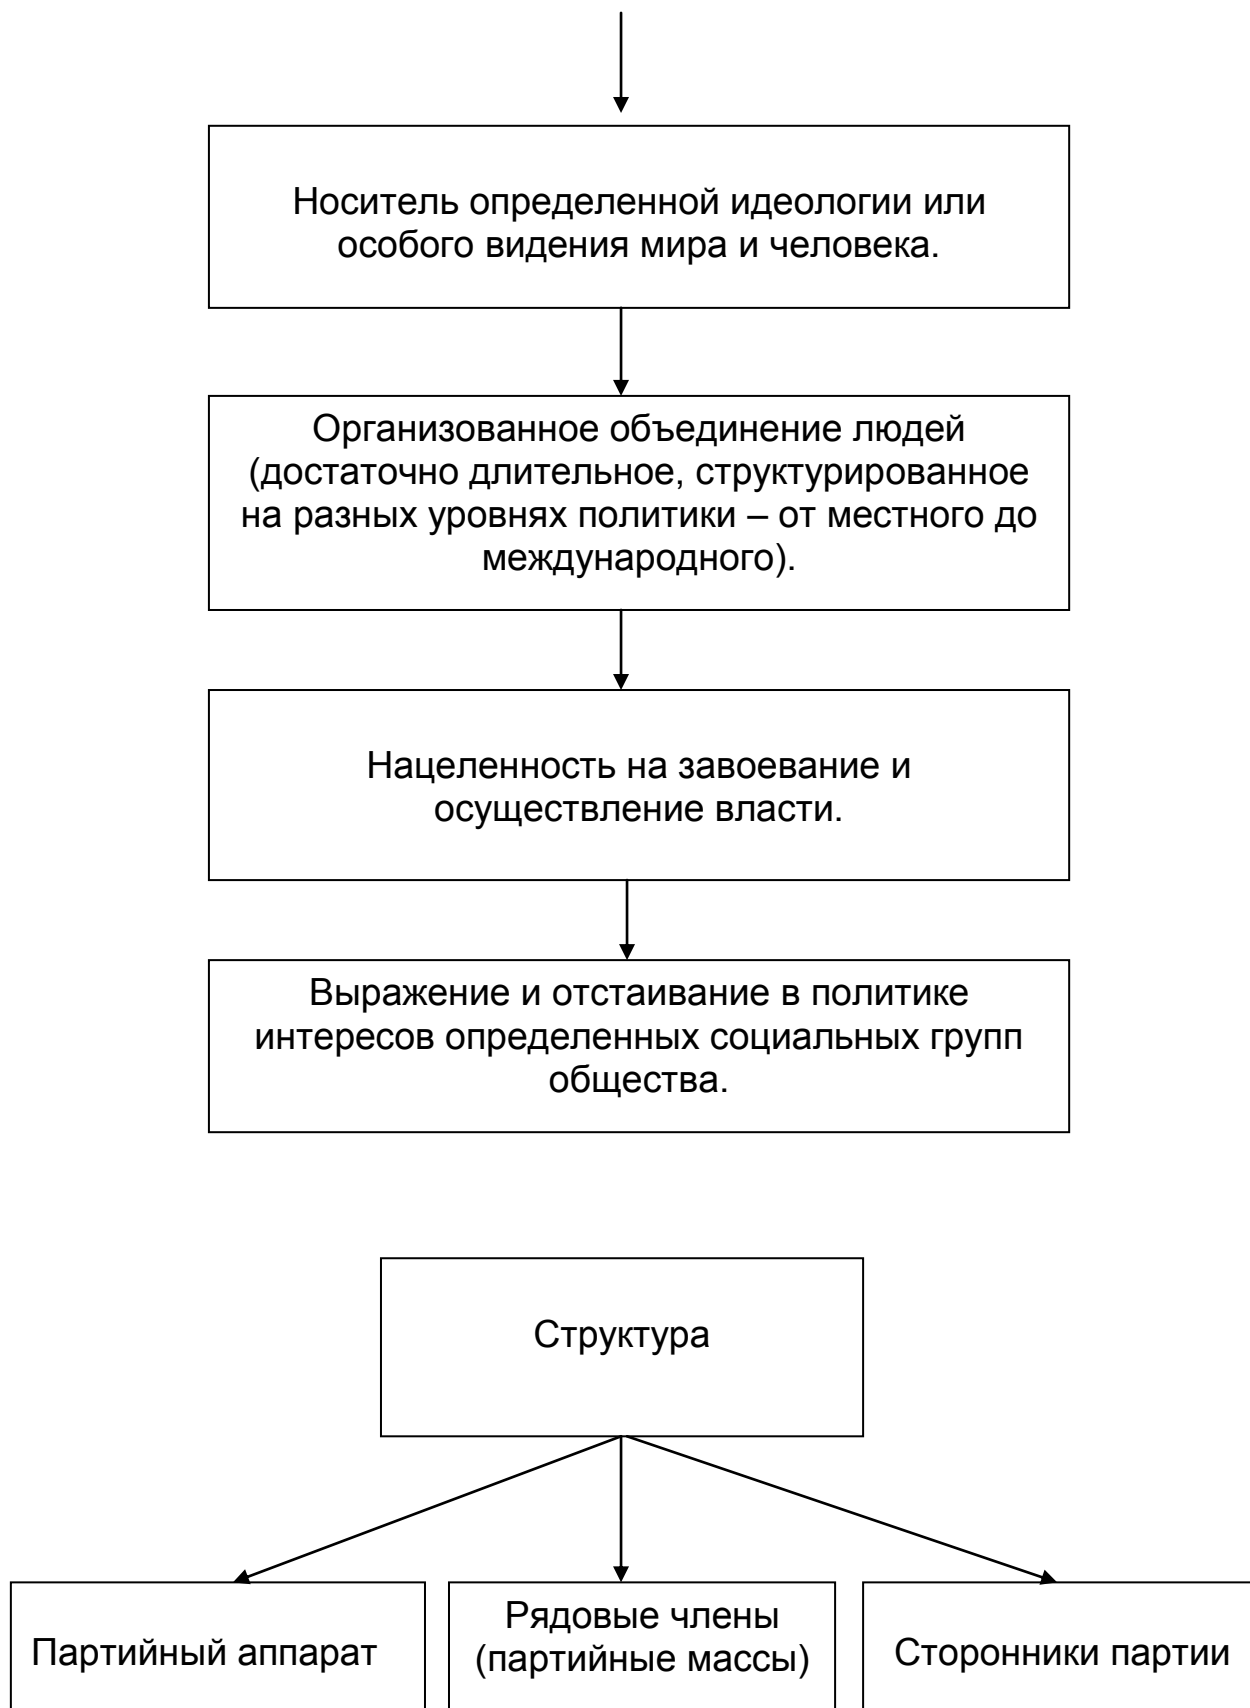 Носитель определенной идеологии или
особого видения мира и человека.
Организованное объединение людей
(достаточно длительное, структурированное
на разных уровнях политики – от местного до
международного).
Нацеленность на завоевание и
осуществление власти.
Выражение и отстаивание в политике
интересов определенных социальных групп
общества.
Структура
Партийный аппарат
Рядовые члены
(партийные массы)
Сторонники партии